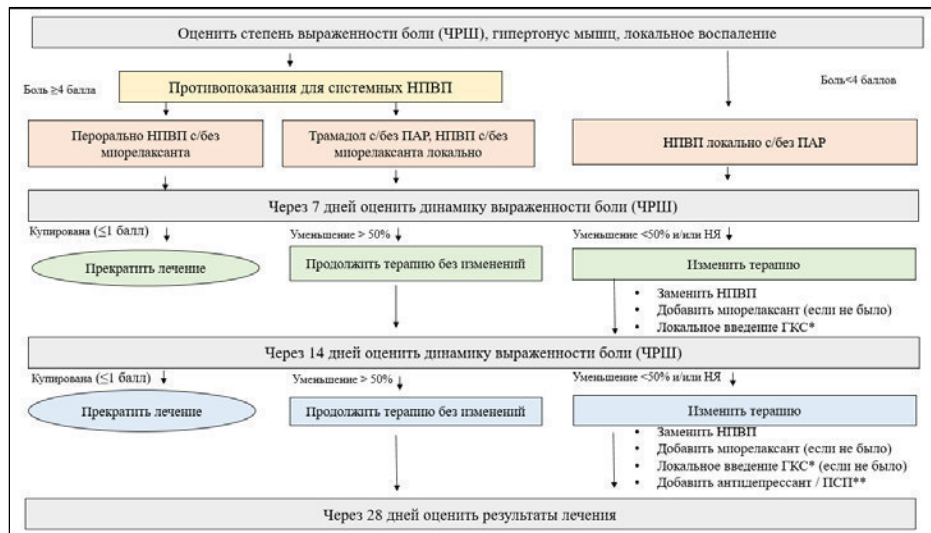 Оценить степень выраженности боли (ЧРШ), гипертонус мышц, локальное воспаление
Боль ≥4 балла
Противопоказания для системных НПВП
Боль<4 баллов
Перорально НПВП с/без
миорелаксанта
Трамадол с/без ПАР, НПВП с/без
миорелаксанта локально
НПВП локально с/без ПАР
Через 7 дней оценить динамику выраженности боли (ЧРШ)
Купирована (≤1 балл)
Уменьшение > 50%
Уменьшение <50% и/или НЯ
Прекратить лечение
Продолжить терапию без изменений
Изменить терапию
• Заменить НПВП
• Добавить миорелаксант (если не было)
• Локальное введение ГКС*
Через 14 дней оценить динамику выраженности боли (ЧРШ)
Купирована (≤1 балл)
Уменьшение > 50%
Уменьшение <50% и/или НЯ
Прекратить лечение
Продолжить терапию без изменений
Изменить терапию
• Заменить НПВП
• Добавить миорелаксант (если не было)
• Локальное введение ГКС* (если не было)
• Добавить антидепрессант / ПСП**
Через 28 дней оценить результаты лечения